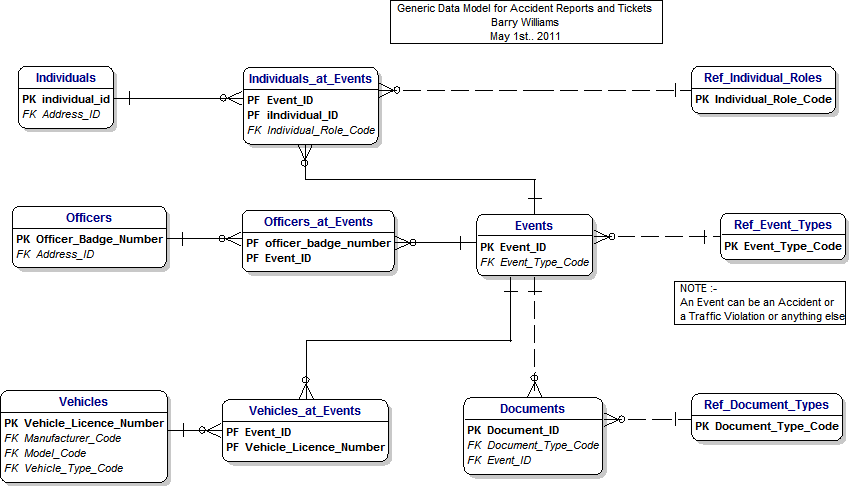 Generic Data Model for Accident Reports and Tickets
Barry Williams
May 1st.. 2011
Individuals
PK individual_id
FK Address_ID
Individuals_at_Events
PF Event_ID
PF iIndividual_ID
FK Individual_Role_Code
Ref_Individual_Roles
PK Individual_Role_Code
Officers
PK Officer_Badge_Number
FK Address_ID
Officers_at_Events
PF officer_badge_number
PF Event_ID
Events
PK Event_ID
FK Event_Type_Code
Ref_Event_Types
PK Event_Type_Code
NOTE :-
An Event can be an Accident or
a Traffic Violation or anything else
Vehicles
PK Vehicle_Licence_Number
FK Manufacturer_Code
FK Model_Code
FK Vehicle_Type_Code
Vehicles_at_Events
PF Event_ID
PF Vehicle_Licence_Number
Documents
PK Document_ID
FK Document_Type_Code
FK Event_ID
Ref_Document_Types
PK Document_Type_Code